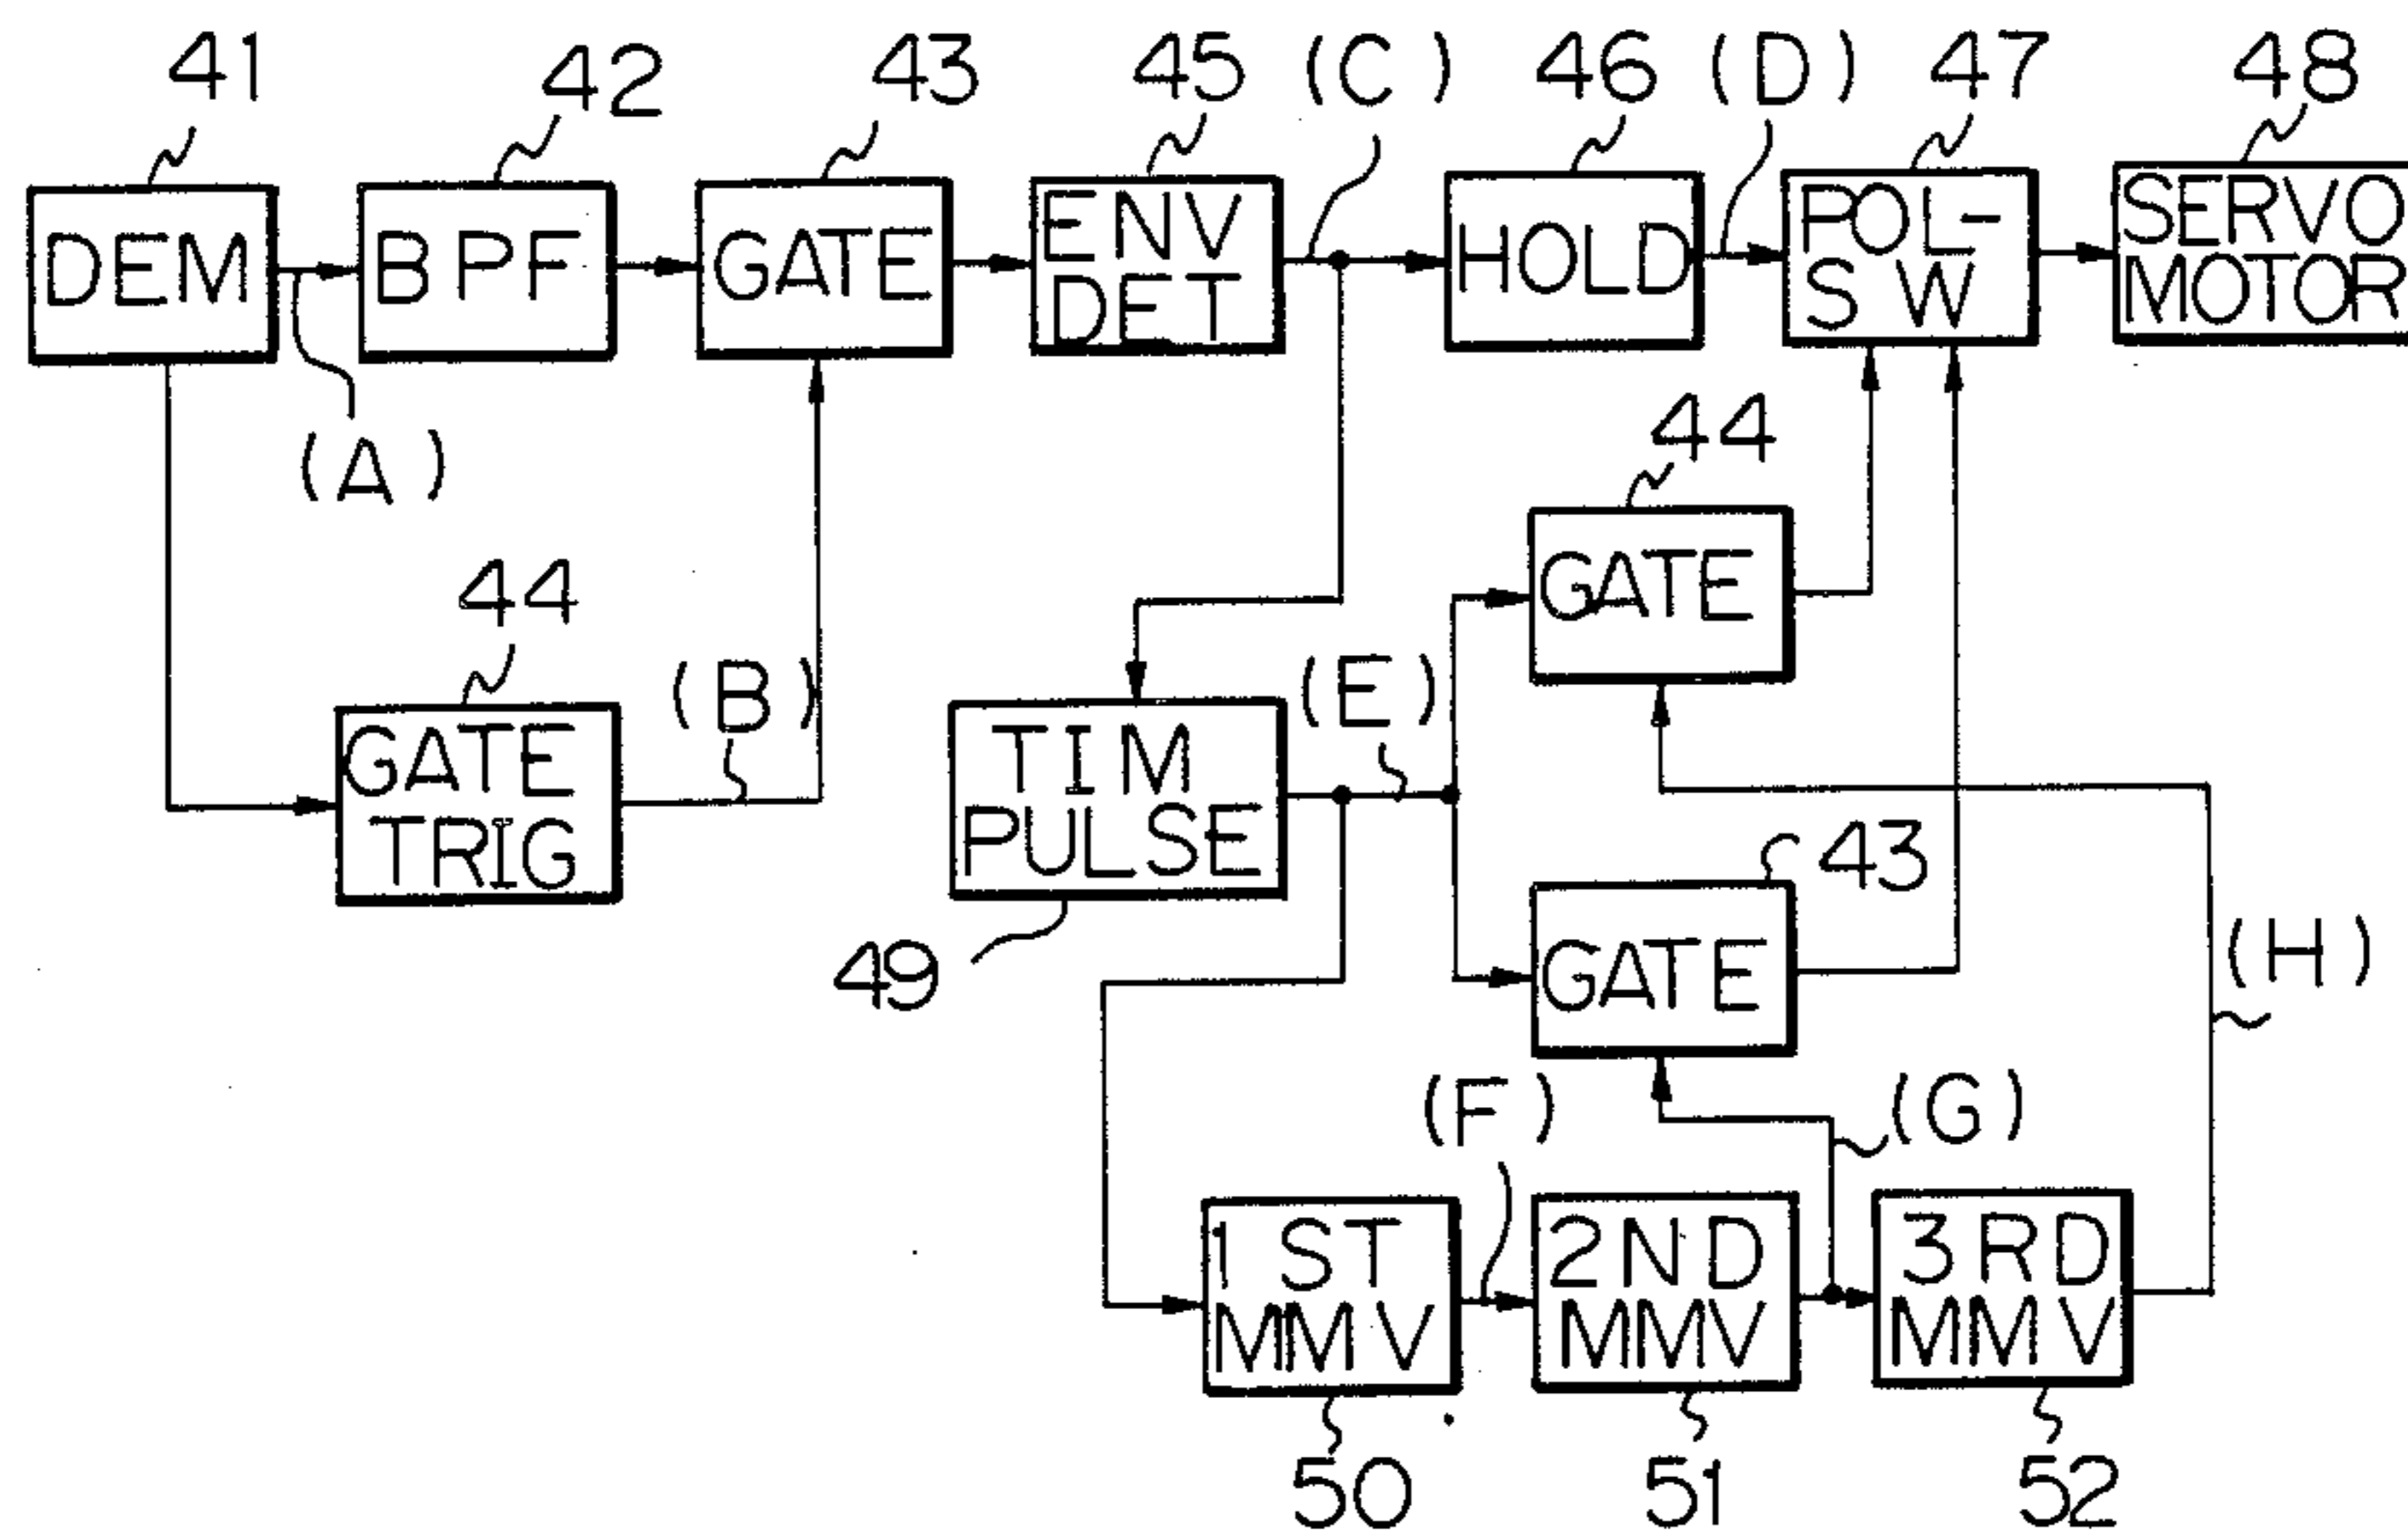 41
42
43
45
(C)
46
(D)
47
48
DEM
BPF
GATE
ENV
DET
HOLD
POL-
SW
SERVO
MOTOR
(A)
44
GATE
44
GATE
TRIG
(B)
TIM
PULSE
(E)
49
43
GATE
(H)
(F)
(G)
1ST
MMV
2ND
MMV
3RD
MMV
50
51
52